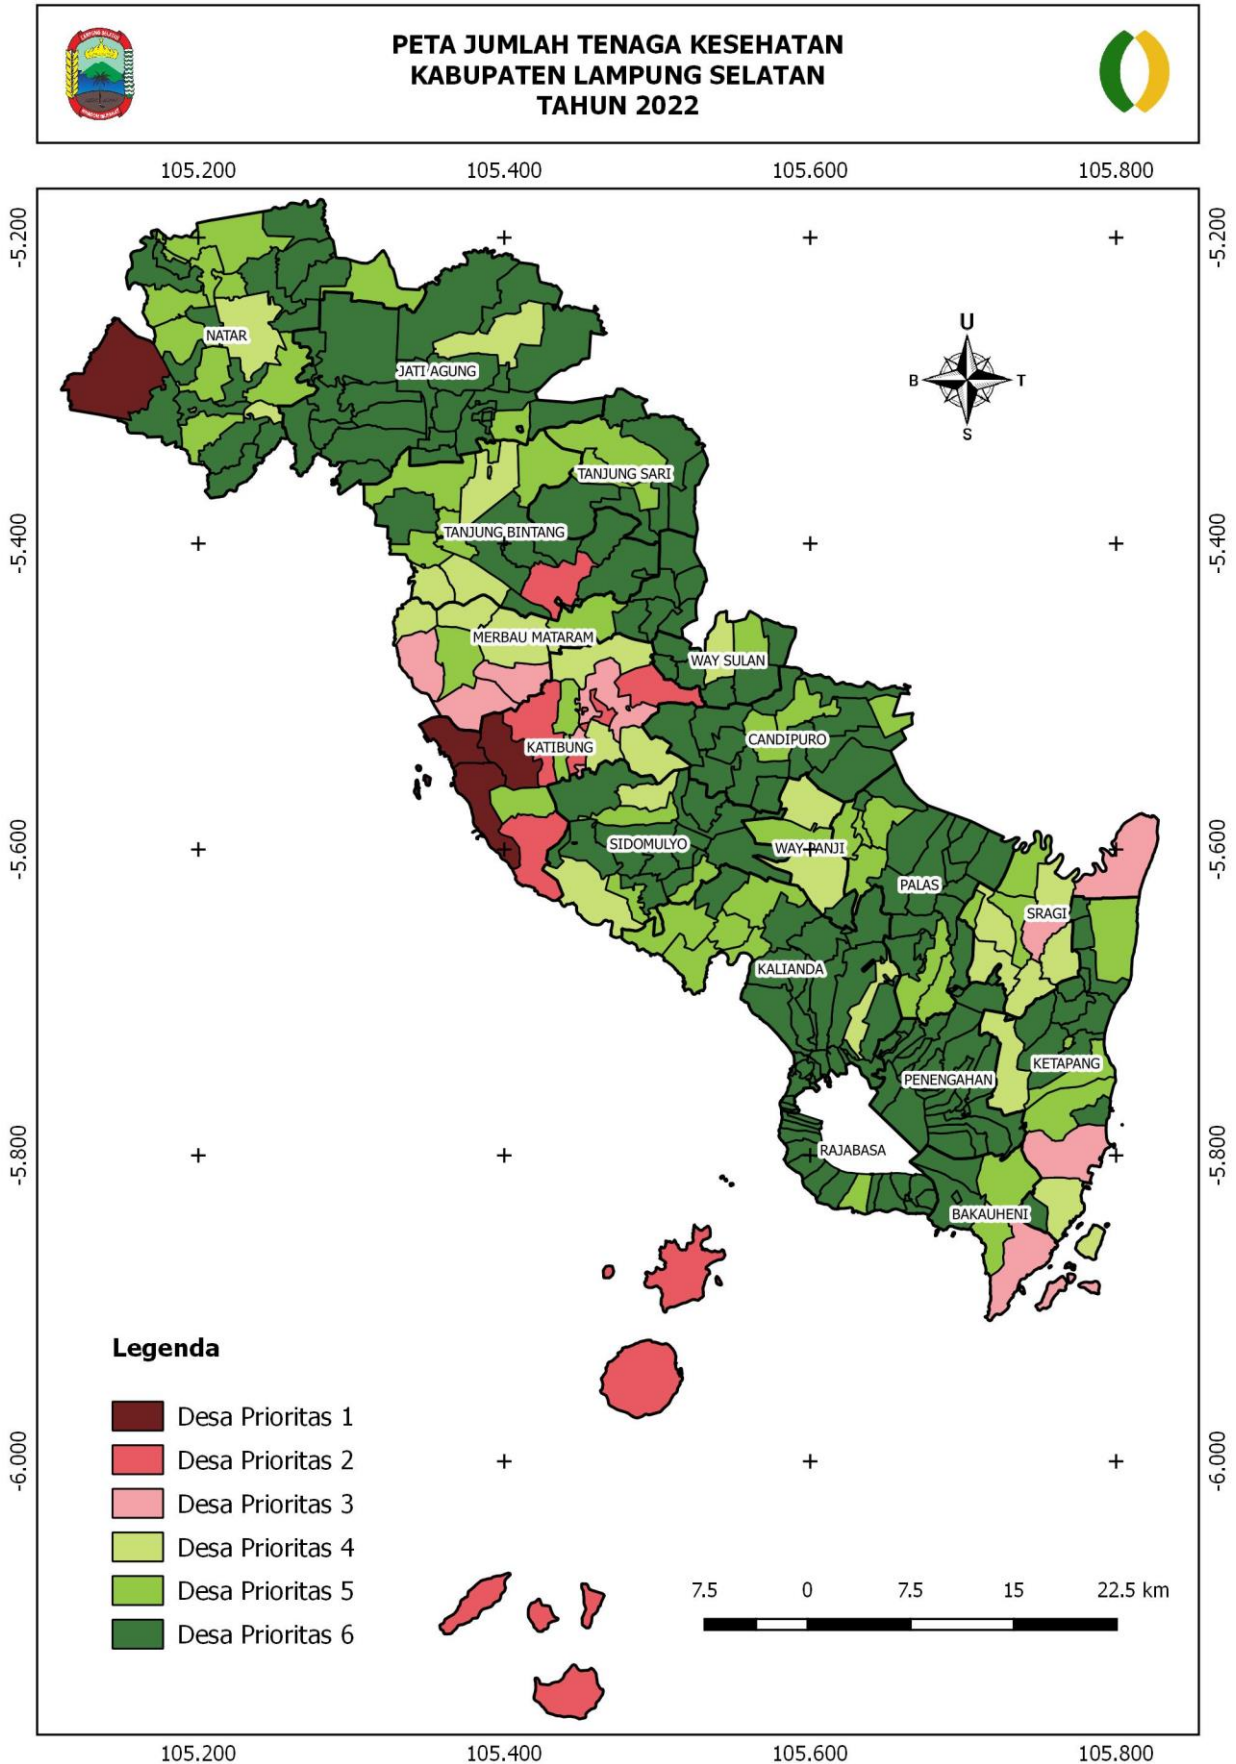 LAMPUNG SELATAN
PETA JUMLAH TENAGA KESEHATAN
KABUPATEN LAMPUNG SELATAN
TAHUN 2022
105.200 105.400 105.600 105.800
-5.200 -5.200
U
B T
S
NATAR
JATI AGUNG
TANJUNG SARI
TANJUNG BINTANG
-5.400 -5.400
MERBAU MATARAM
WAY SULAN
CANDIPURO
KATIBUNG
-5.600 -5.600
SIDOMULYO
WAY PANJI
PALAS
SRAGI
KALIANDA
KETAPANG
PENENGAHAN
-5.800 -5.800
RAJABASA
BAKAUHENI
Legenda
Desa Prioritas 1
Desa Prioritas 2
-6.000 -6.000
Desa Prioritas 3
Desa Prioritas 4
Desa Prioritas 5
Desa Prioritas 6
7.5 0 7.5 15 22.5 km
105.200 105.400 105.600 105.800